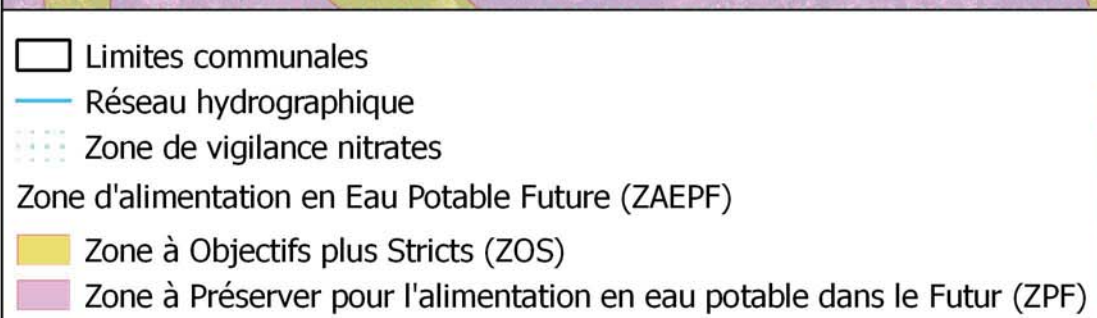 Limites communales
Réseau hydrographique
Zone de vigilance nitrates
Zone d'alimentation en Eau Potable Future (ZAEPF)
Zone à Objectifs plus Stricts (ZOS)
Zone à Préserver pour l'alimentation en eau potable dans le Futur (ZPF)